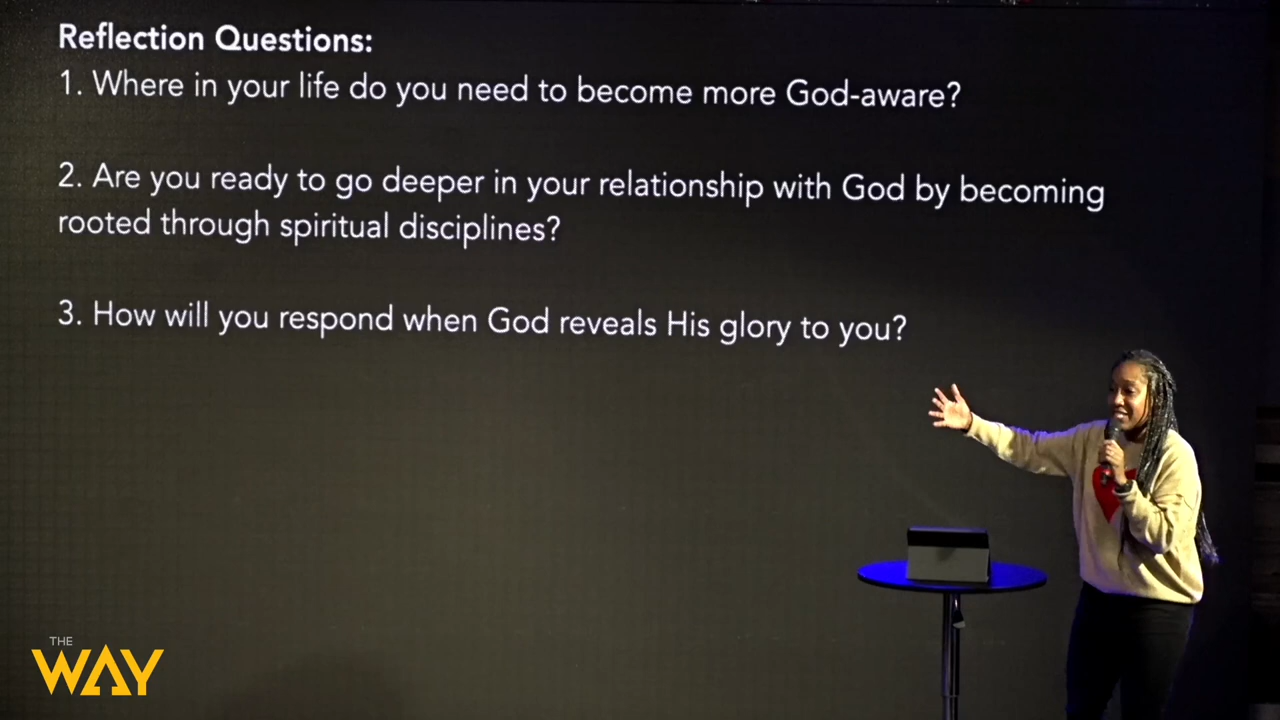 Reflection Questions:
1. Where in your life do you need to become more God-aware?
2. Are you ready to go deeper in your relationship with God by becoming
rooted through spiritual disciplines?
3. How will you respond when God reveals His glory to you?
THE
WAY